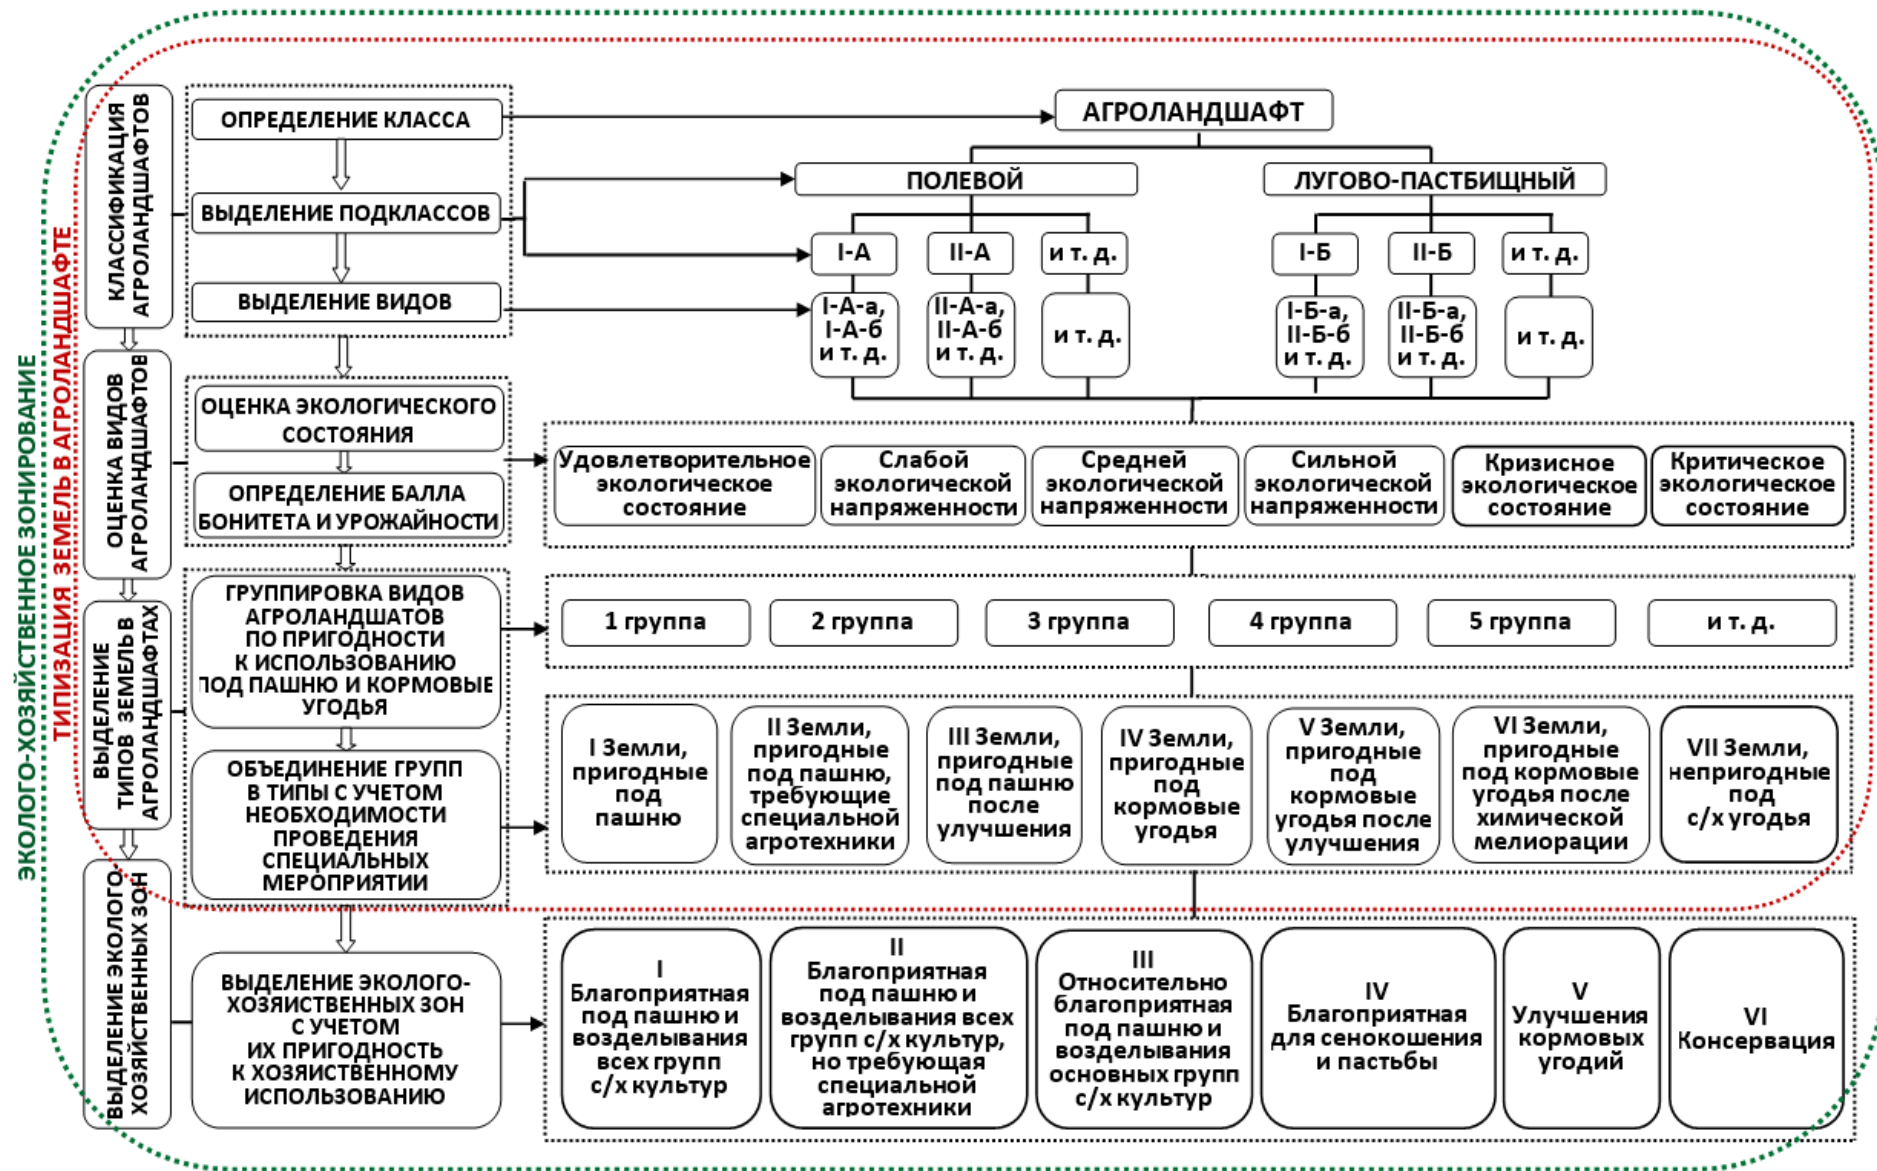 ЭКОЛОГО-ХОЗЯЙСТВЕННОЕ ЗОНИРОВАНИЕ
ТИПИЗАЦИЯ ЗЕМЕЛЬ В АГРОЛАНДШАФТЕ
КЛАССИФИКАЦИЯ
АГРОЛАНДШАФТОВ
ОПРЕДЕЛЕНИЕ КЛАССА
ВЫДЕЛЕНИЕ ПОДКЛАССОВ
ВЫДЕЛЕНИЕ ВИДОВ
АГРОЛАНДШАФТ
ПОЛЕВОЙ
ЛУГОВО-ПАСТБИЩНЫЙ
I-А
II-А
и т. д.
I-Б
II-Б
и т. д.
I-А-а,
I-А-б
и т. д.
II-А-а,
II-А-б
и т. д.
и т. д.
I-Б-а,
II-Б-б
и т. д.
II-Б-а,
II-Б-б
и т. д.
и т. д.
ОЦЕНКА ВИДОВ
АГРОЛАНДШАФТОВ
ОЦЕНКА ЭКОЛОГИЧЕСКОГО
СОСТОЯНИЯ
ОПРЕДЕЛЕНИЕ БАЛЛА
БОНИТЕТА И УРОЖАЙНОСТИ
Удовлетворительное
экологическое
состояние
Слабой
экологической
напряженности
Средней
экологической
напряженности
Сильной
экологической
напряженности
Кризисное
экологическое
состояние
Критическое
экологическое
состояние
ВЫДЕЛЕНИЕ
ТИПОВ ЗЕМЕЛЬ В
АГРОЛАНДШАФТАХ
ГРУППИРОВКА ВИДОВ
АГРОЛАНДШАТОВ
ПО ПРИГОДНОСТИ
К ИСПОЛЬЗОВАНИЮ
ПОД ПАШНЮ И КОРМОВЫЕ
УГОДЬЯ
1 группа
2 группа
3 группа
4 группа
5 группа
и т. д.
ОБЪЕДИНЕНИЕ ГРУПП
В ТИПЫ С УЧЕТОМ
НЕОБХОДИМОСТИ
ПРОВЕДЕНИЯ
СПЕЦИАЛЬНЫХ
МЕРОПРИЯТИИ
I Земли,
пригодные
под
пашню
II Земли,
пригодные
под пашню,
требующие
специальной
агротехники
III Земли,
пригодные
под пашню
после
улучшения
IV Земли,
пригодные
под
кормовые
угодья
V Земли,
пригодные
под
кормовые
угодья после
улучшения
VI Земли,
пригодные
под кормовые
угодья после
химической
мелиорации
VII Земли,
непригодные
под
с/х угодья
ВЫДЕЛЕНИЕ ЭКОЛОГО-
ХОЗЯЙСТВЕННЫХ ЗОН
ВЫДЕЛЕНИЕ ЭКОЛОГО-
ХОЗЯИСТВЕННЫХ ЗОН
С УЧЕТОМ
ИХ ПРИГОДНОСТЬ
К ХОЗЯИСТВЕННОМУ
ИСПОЛЬЗОВАНИЮ
I
Благоприятная
под пашню и
возделывания
всех групп
с/х культур
II
Благоприятная
под пашню и
возделывания всех
групп с/х культур,
но требующая
специальной
агротехники
III
Относительно
благоприятная
под пашню и
возделывания
основных групп
с/х культур
IV
Благоприятная
для сенокошения
и пастьбы
V
Улучшения
кормовых
угодий
VI
Консервация